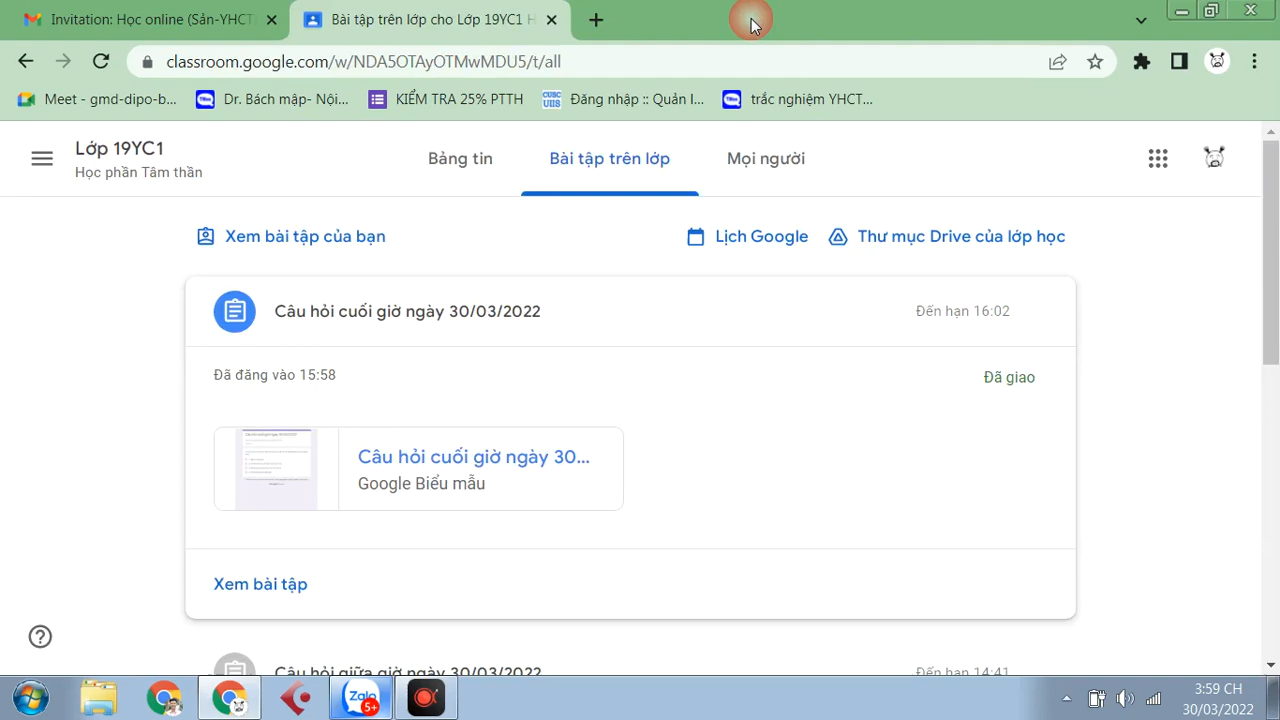 Invitation: Học online (Sản-YHCT
Bài tập trên lớp cho Lớp 19YC1 H
classroom.google.com/w/NDA5OTAyOTMwMDU5/t/all
Meet - gmd-dipo-b...
Dr. Bách mập- Nội...
KIỂM TRA 25% PTTH
Đăng nhập :: Quản l...
trắc nghiệm YHCT...
Lớp 19YC1
Học phần Tâm thần
Bảng tin
Bài tập trên lớp
Mọi người
Xem bài tập của bạn
Lịch Google
Thư mục Drive của lớp học
Câu hỏi cuối giờ ngày 30/03/2022
Đến hạn 16:02
Đã đăng vào 15:58
Đã giao
Câu hỏi cuối giờ ngày 30...
Google Biểu mẫu
Xem bài tập
Câu hỏi giữa giờ ngày 30/03/2022
Đến hạn 14:41
Zalo
5+
3:59 CH
30/03/2022